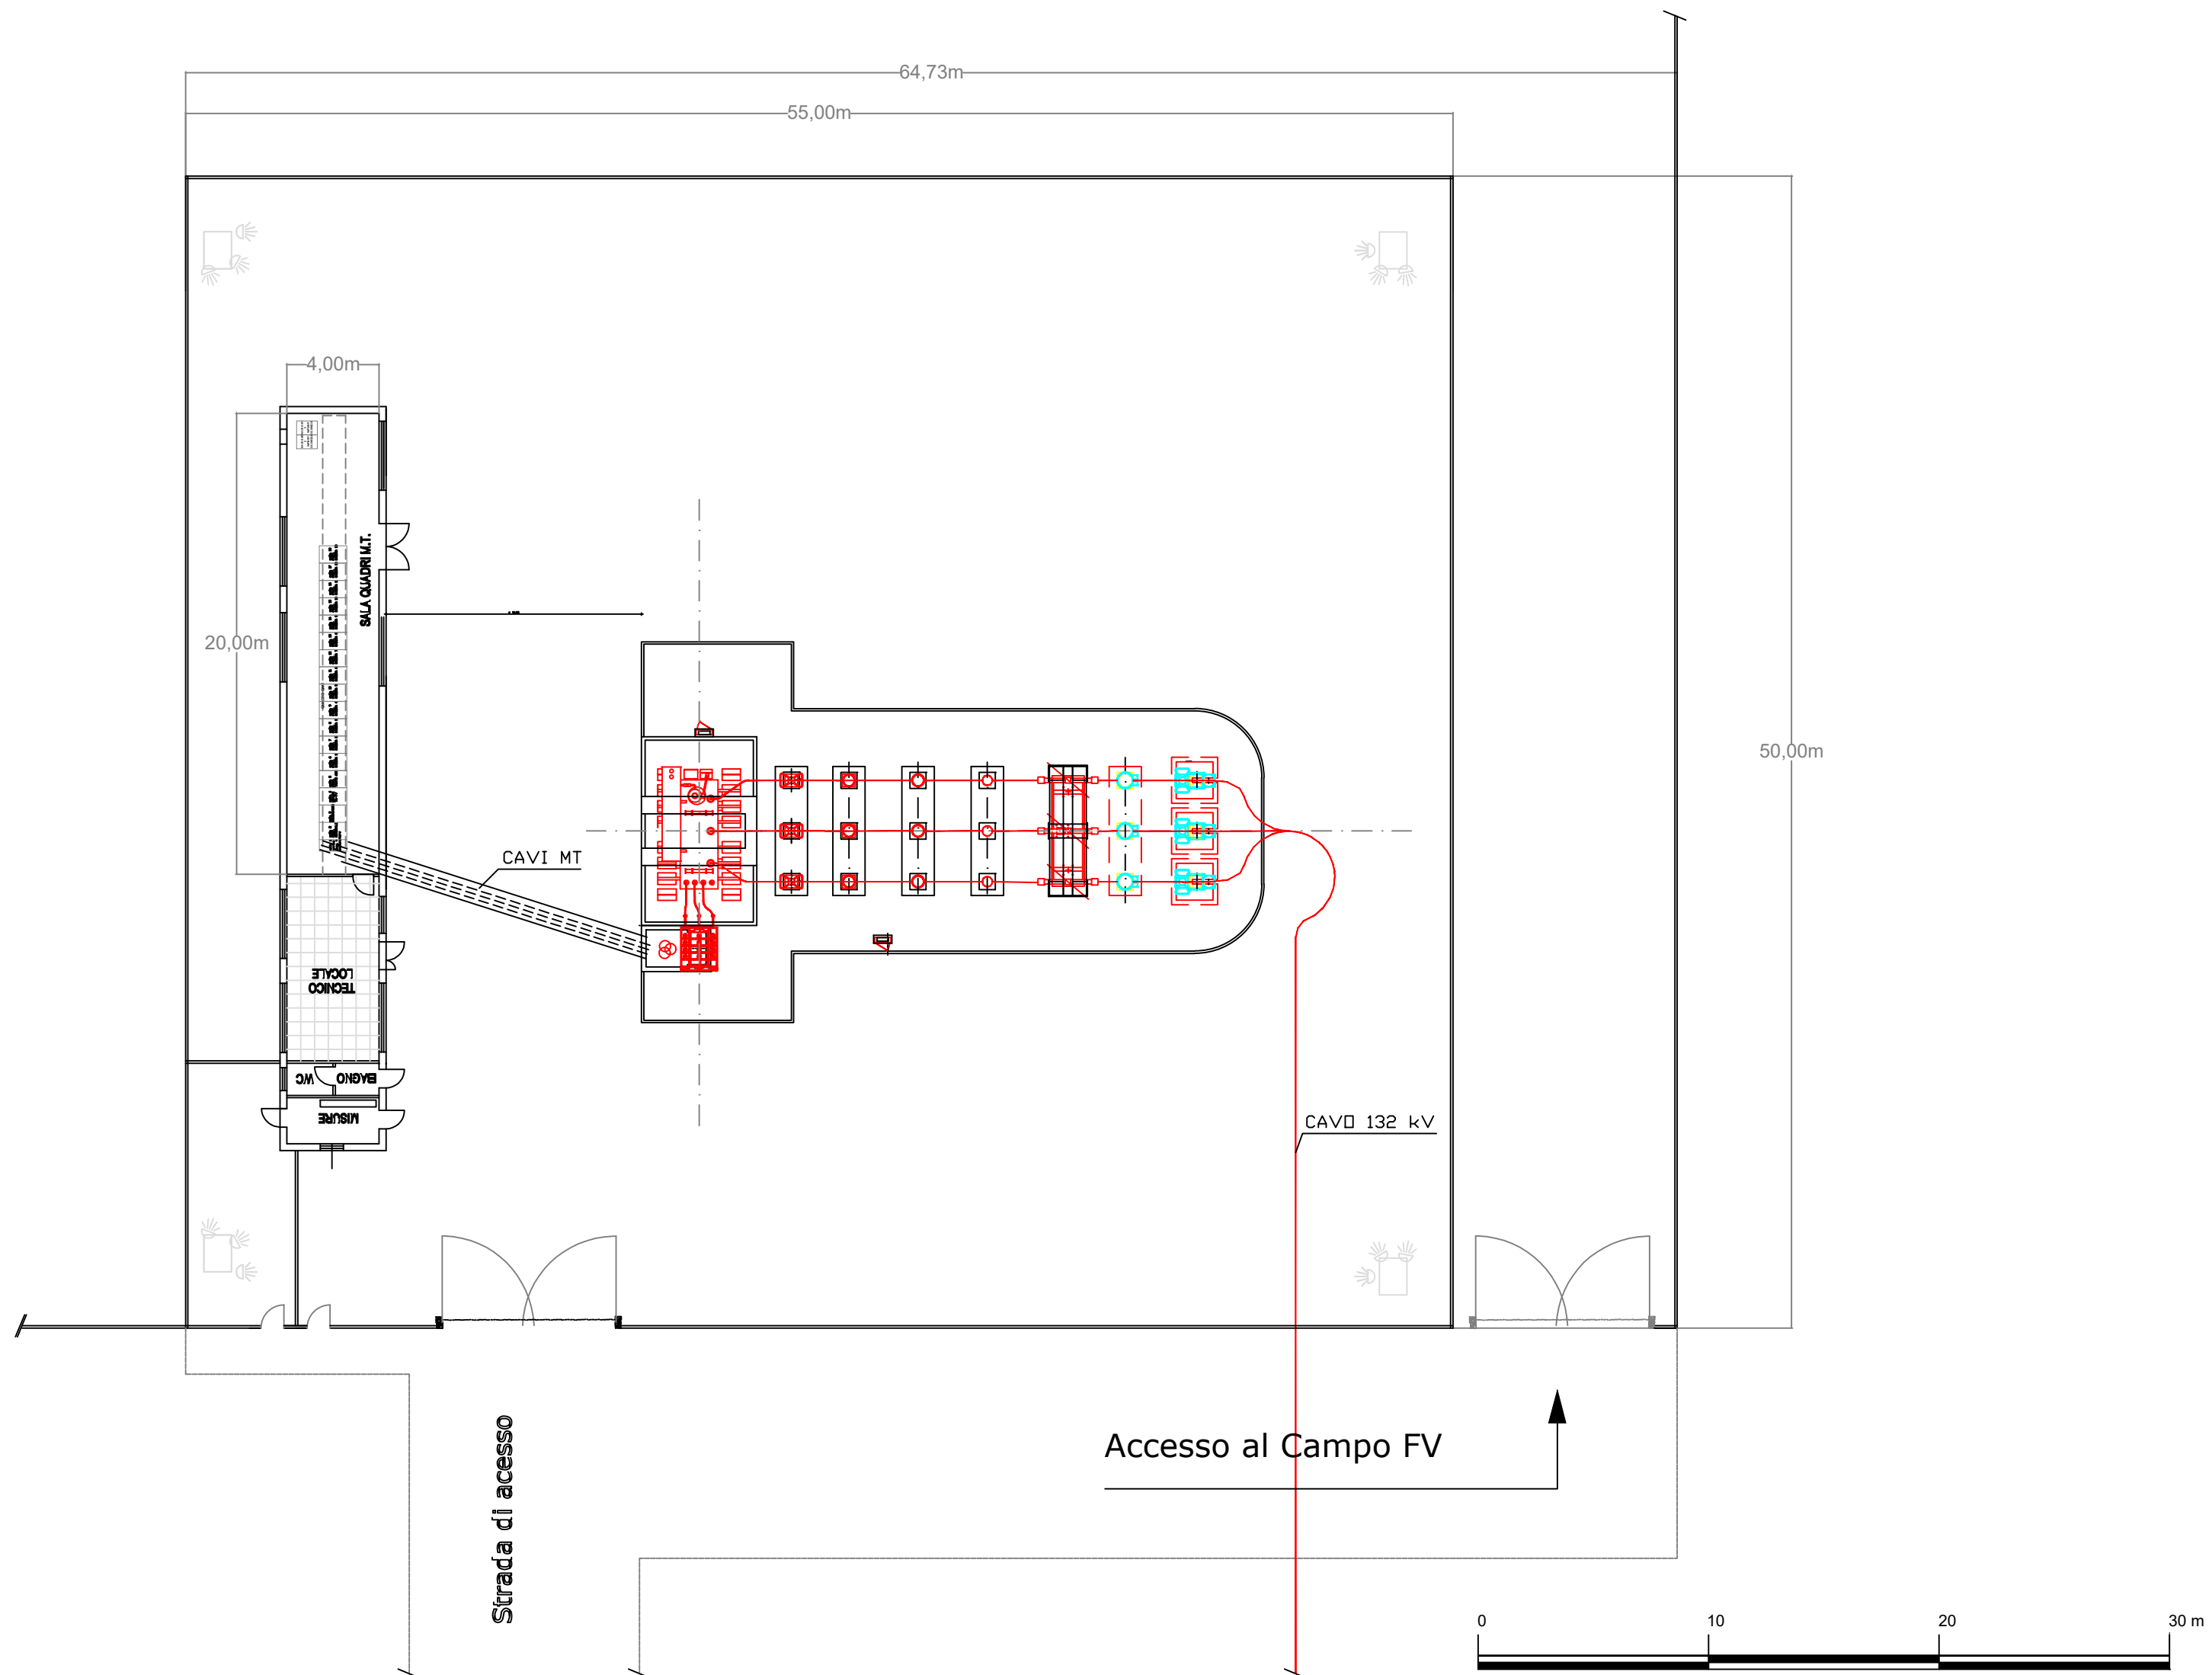 64,73m
55,00m
4,00m
SALA QUADRI M.T.
20,00m
50,00m
CAVI MT
LOCALE
TECNICO
WC
BAGNO
MISURE
CAVO 132 kV
Accesso al Campo FV
Strada di acesso
0 10 20 30 m